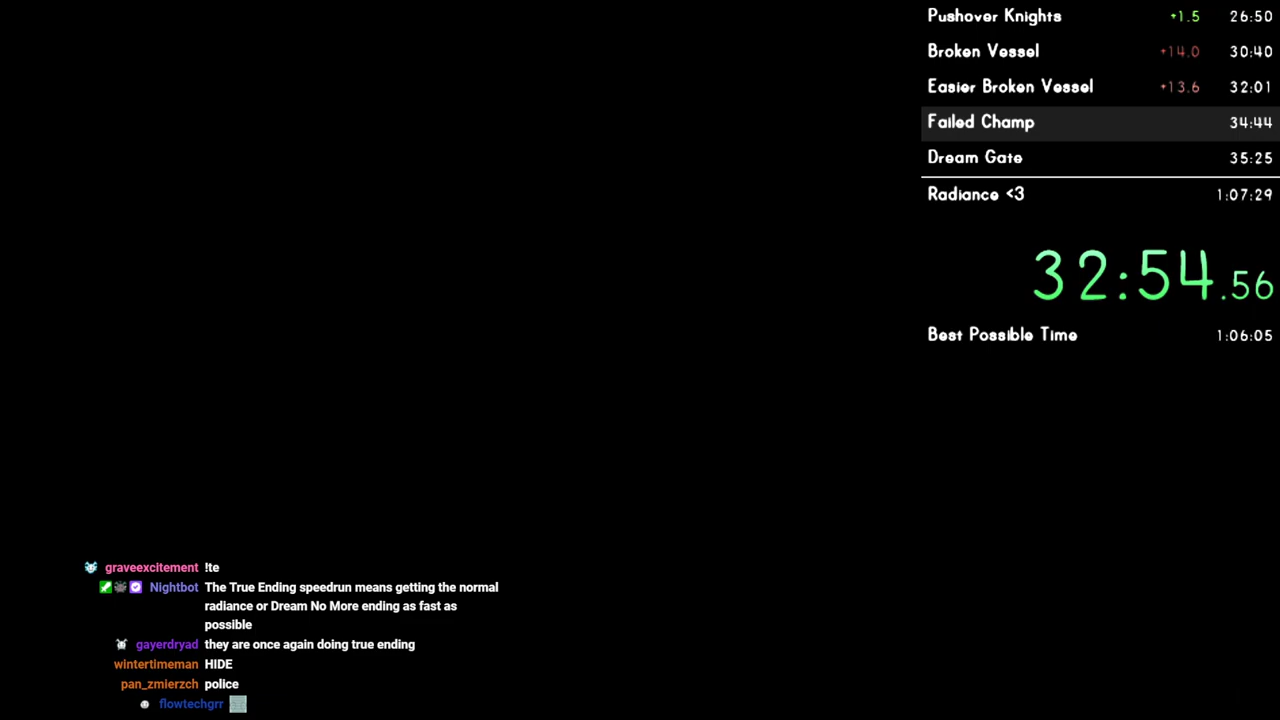 Pushover Knights +1.5 26:50
Broken Vessel +14.0 30:40
Easier Broken Vessel +13.6 32:01
Failed Champ 34:44
Dream Gate 35:25
Radiance <3 1:07:29
32:54.56
Best Possible Time 1:06:05
graveexcitement !te
Nightbot The True Ending speedrun means getting the normal
radiance or Dream No More ending as fast as
possible
gayerdryad they are once again doing true ending
wintertimeman HIDE
pan_zmierzch police
flowtechgrr